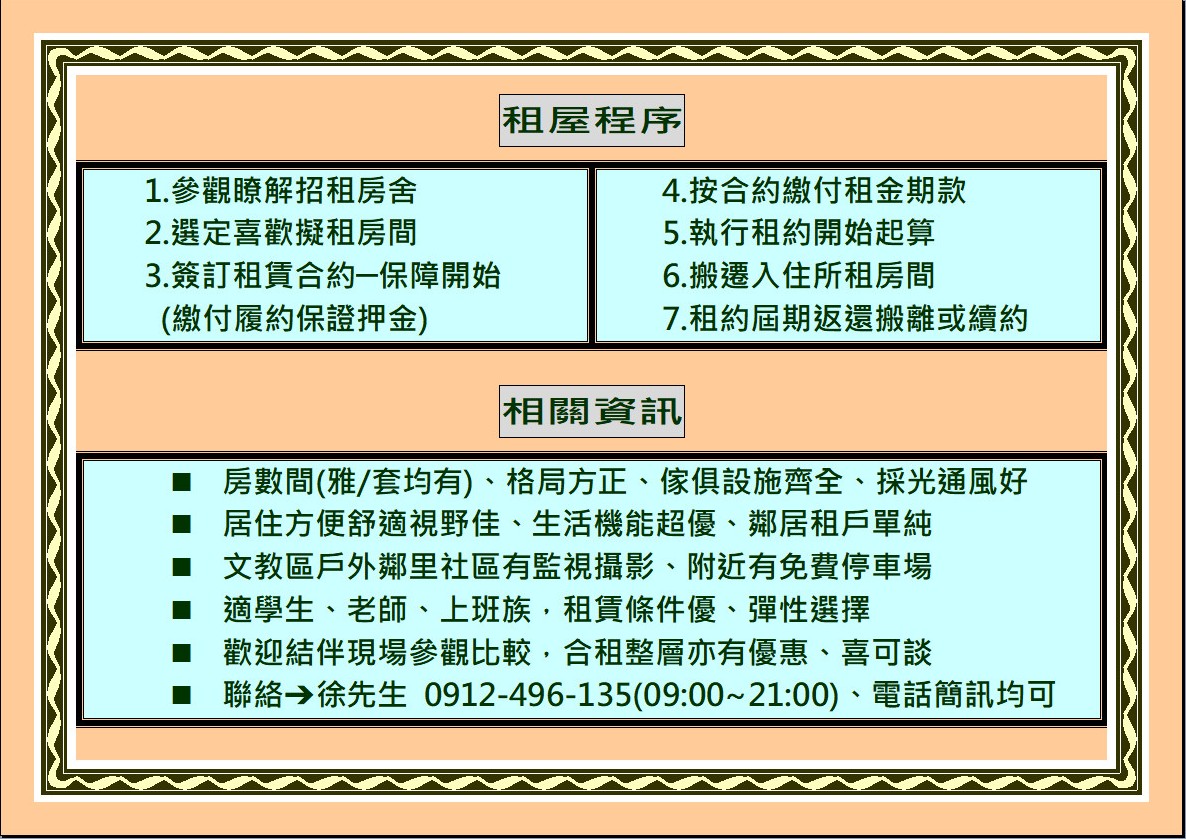 租屋程序
1.參觀瞭解招租房舍
2.選定喜歡擬租房間
3.簽訂租賃合約─保障開始
(繳付履約保證押金)
4.按合約繳付租金期款
5.執行租約開始起算
6.搬遷入住所租房間
7.租約屆期返還搬離或續約
相關資訊
■ 房數間(雅/套均有)、格局方正、傢俱設施齊全、採光通風好
■ 居住方便舒適視野佳、生活機能超優、鄰居租戶單純
■ 文教區戶外鄰里社區有監視攝影、附近有免費停車場
■ 適學生、老師、上班族，租賃條件優、彈性選擇
■ 歡迎結伴現場參觀比較，合租整層亦有優惠、喜可談
■ 聯絡➔徐先生 0912-496-135(09:00~21:00)、電話簡訊均可